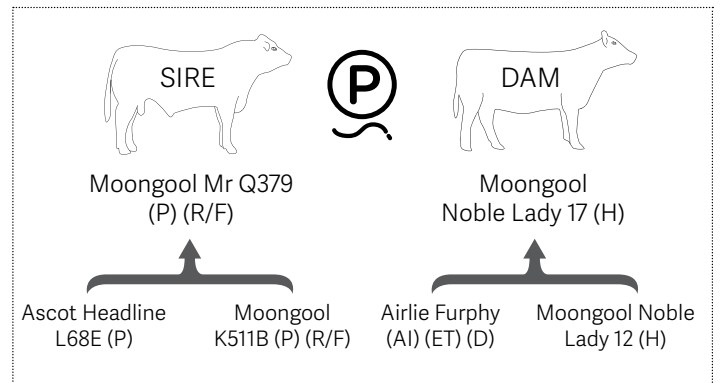 SIRE
P
DAM
Moongool Mr Q379
(P) (R/F)
Moongool
Noble Lady 17 (H)
Ascot Headline
L68E (P)
Moongool
K511B (P) (R/F)
Airlie Furphy
(AI) (ET) (D)
Moongool Noble
Lady 12 (H)